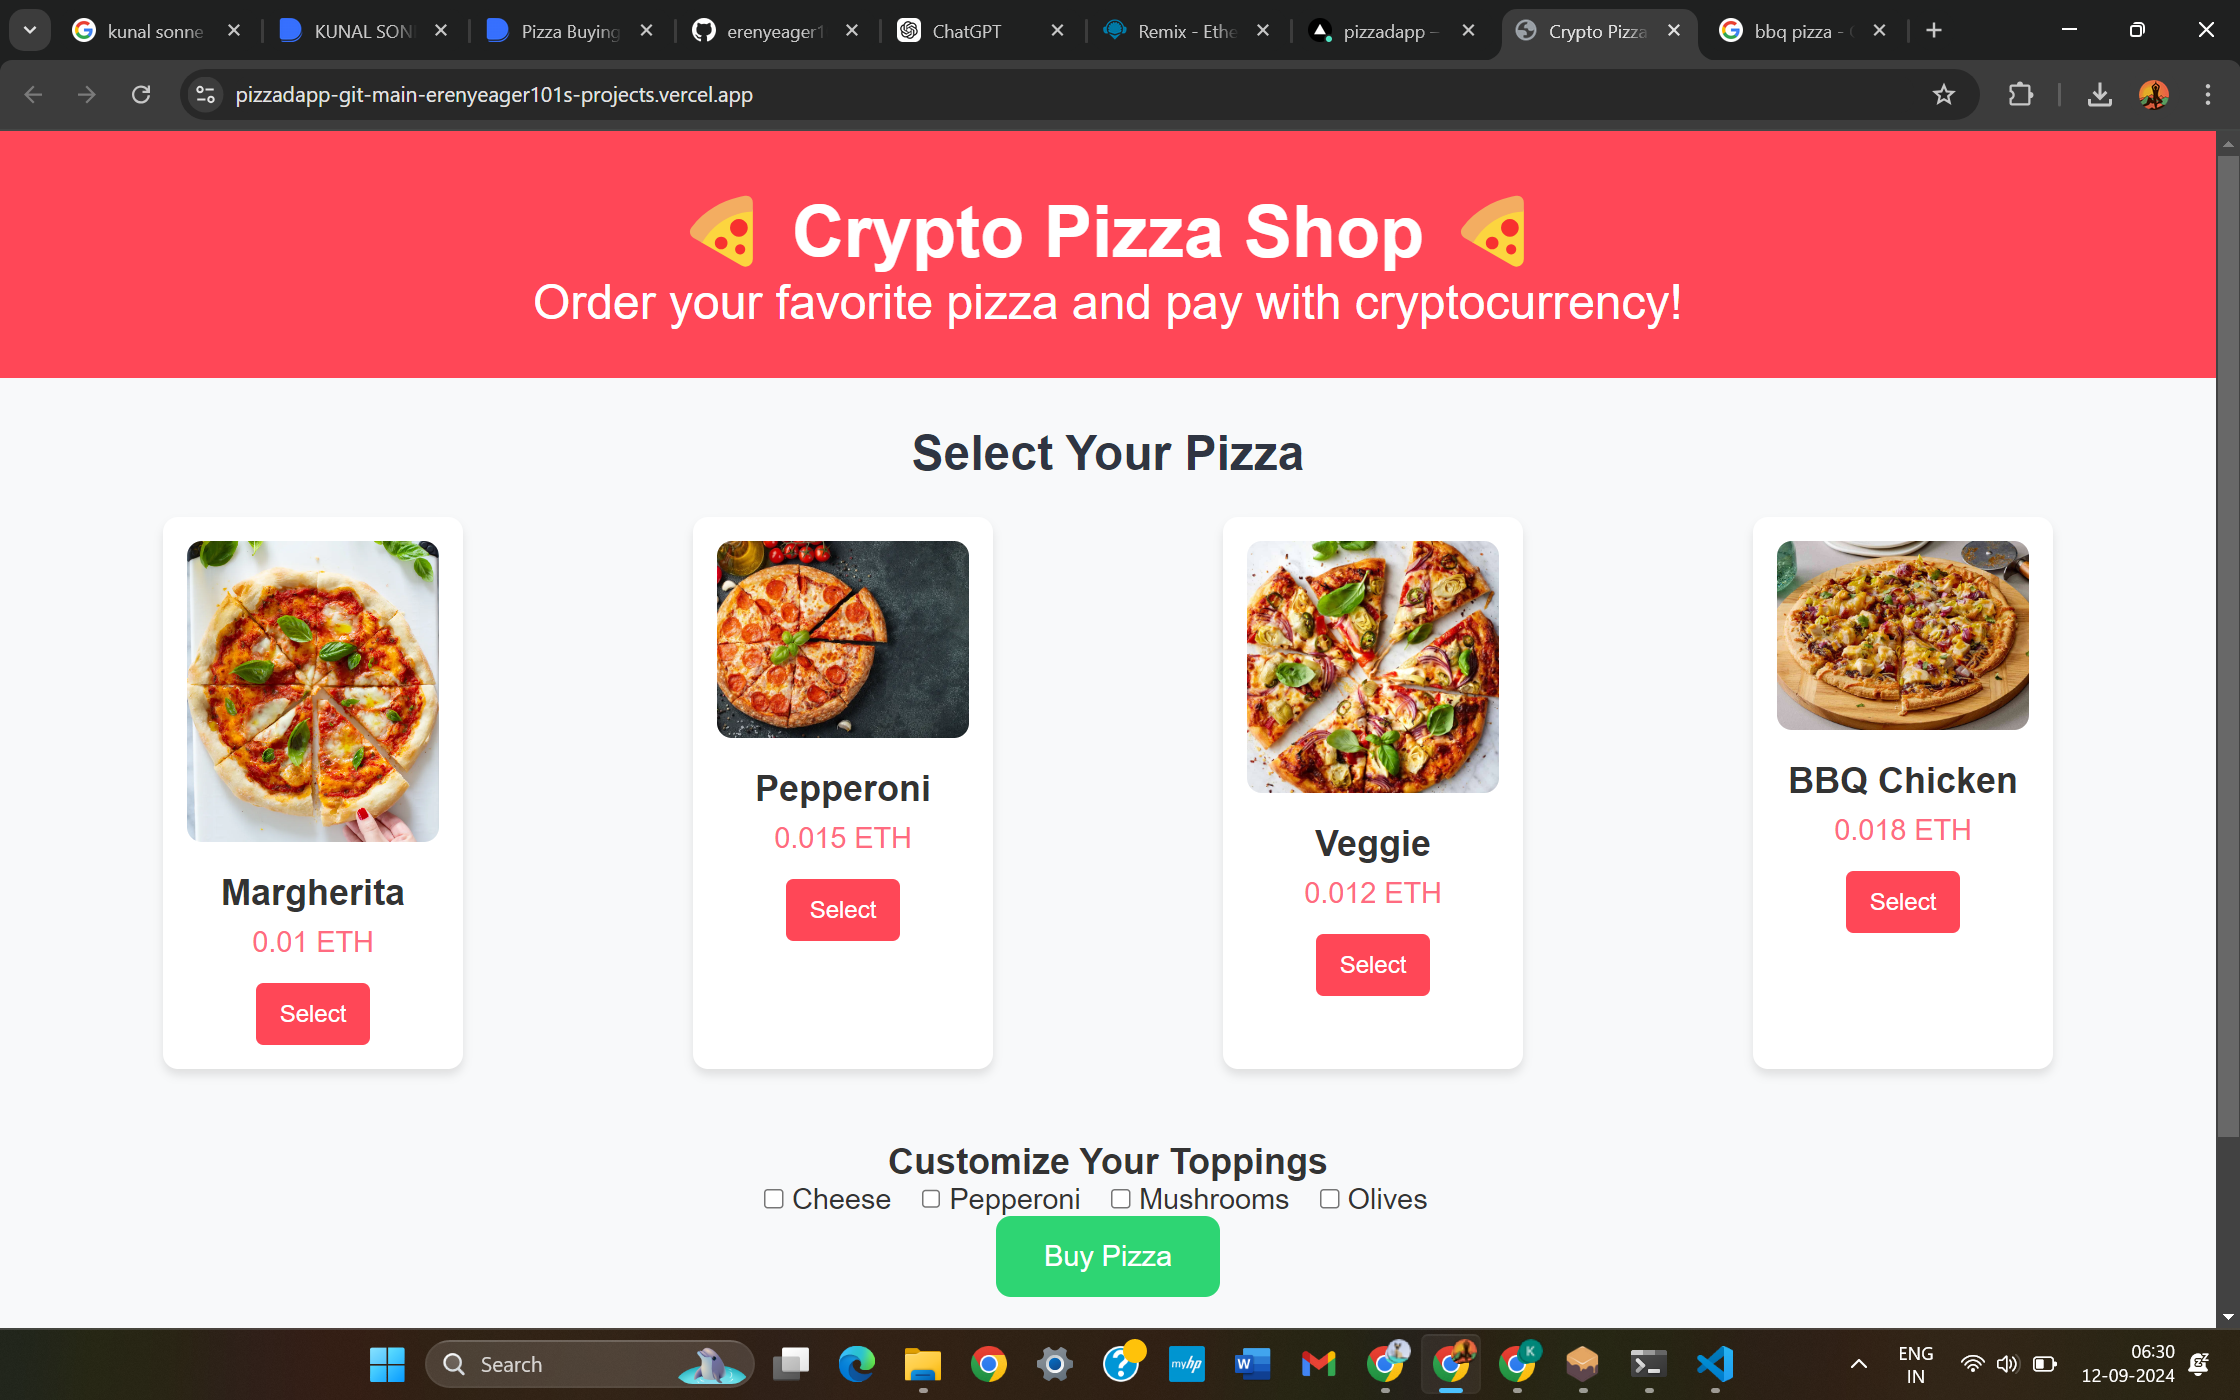 kunal sonne
KUNAL SON
Pizza Buying
erenyeager1
ChatGPT
Remix - Ethe
pizzadapp -
Crypto Pizza
bbq pizza -
pizzadapp-git-main-erenyeager101s-projects.vercel.app
Crypto Pizza Shop
Order your favorite pizza and pay with cryptocurrency!
Select Your Pizza
Margherita
0.01 ETH
Select
Pepperoni
0.015 ETH
Select
Veggie
0.012 ETH
Select
BBQ Chicken
0.018 ETH
Select
Customize Your Toppings
Cheese Pepperoni Mushrooms Olives
Buy Pizza
Search
myhp
W
K
ENG
IN
06:30
12-09-2024